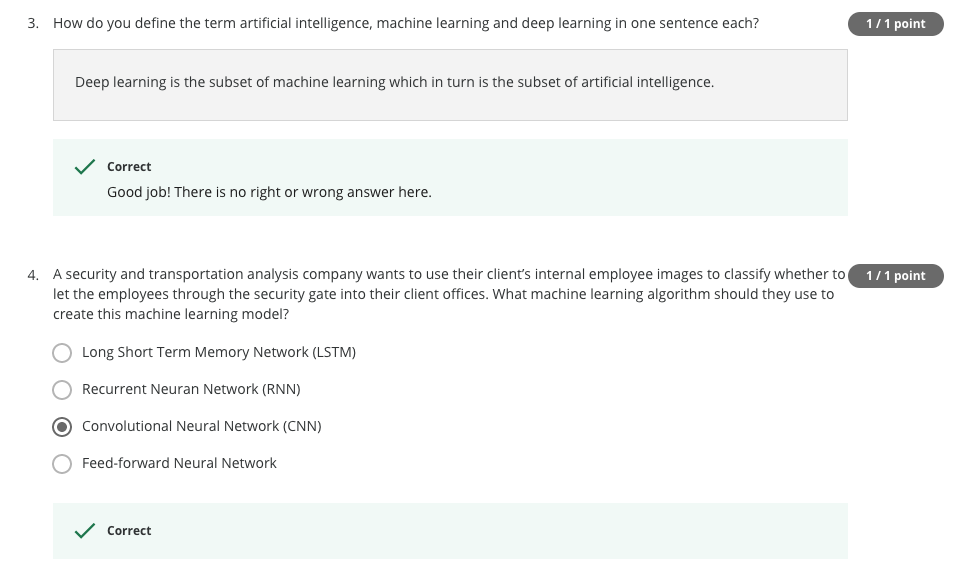 3. How do you define the term artificial intelligence, machine learning and deep learning in one sentence each?
1 / 1 point
Deep learning is the subset of machine learning which in turn is the subset of artificial intelligence.
Correct
Good job! There is no right or wrong answer here.
4. A security and transportation analysis company wants to use their client's internal employee images to classify whether to
1 / 1 point
let the employees through the security gate into their client offices. What machine learning algorithm should they use to
create this machine learning model?
Long Short Term Memory Network (LSTM)
Recurrent Neuran Network (RNN)
Convolutional Neural Network (CNN)
Feed-forward Neural Network
Correct